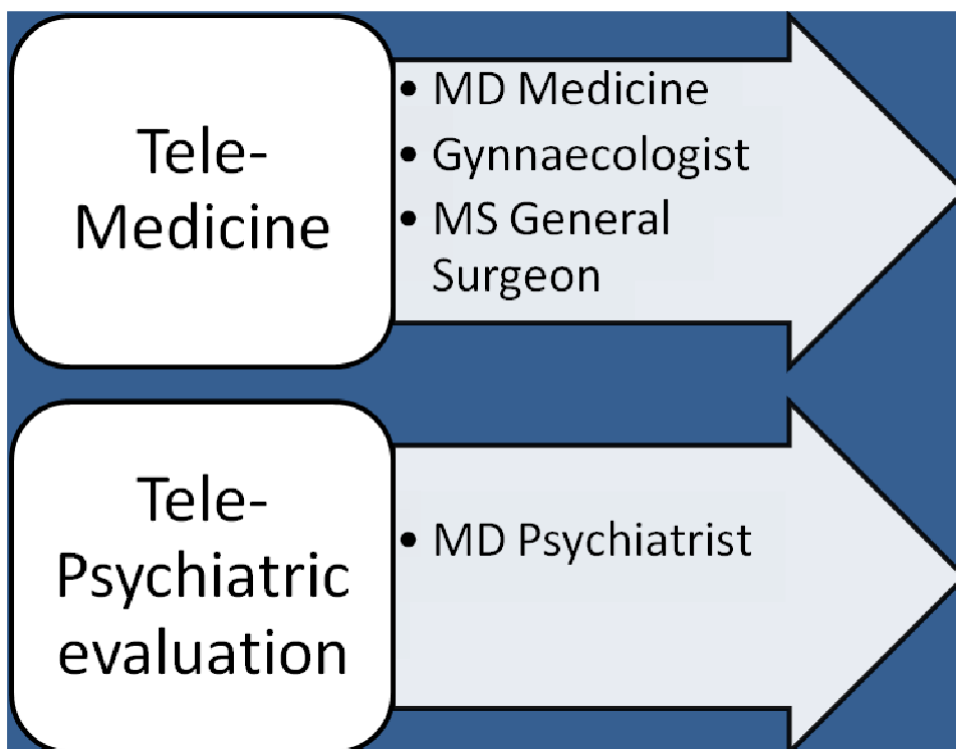 Tele-
Medicine
• MD Medicine
• Gynnaecologist
• MS General
Surgeon
Tele-
Psychiatric
evaluation
• MD Psychiatrist